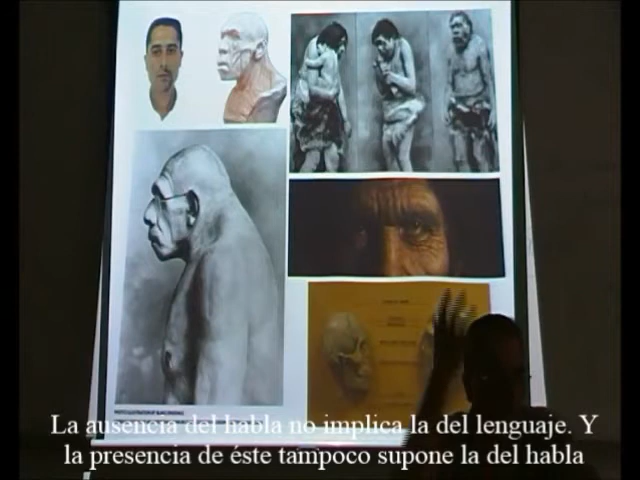 La ausencia del habla no implica la del lenguaje. Y
la presencia de éste tampoco supone la del habla